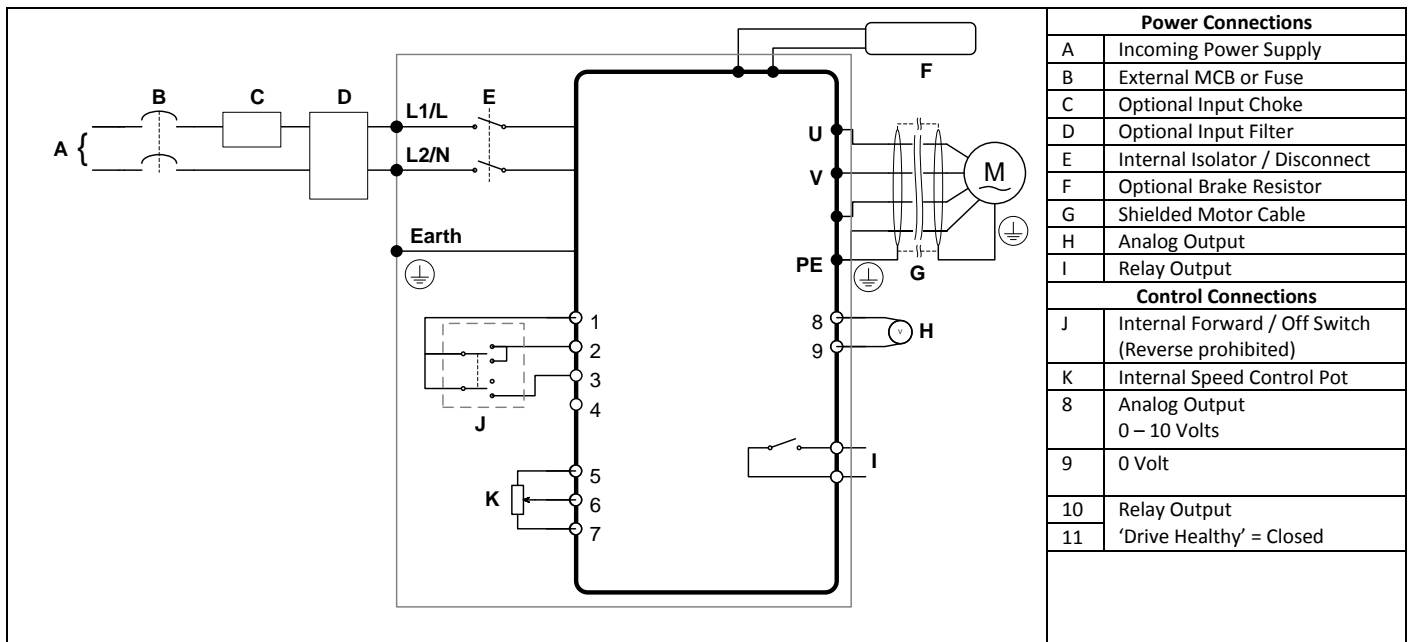 A {
B
C
D
L1/L
L2/N
E
Earth
F
U
V
M
PE
G
1
2
3
4
J
8
9
V
H
5
6
7
K
I
Power Connections
A Incoming Power Supply
B External MCB or Fuse
C Optional Input Choke
D Optional Input Filter
E Internal Isolator / Disconnect
F Optional Brake Resistor
G Shielded Motor Cable
H Analog Output
I Relay Output
Control Connections
J Internal Forward / Off Switch
(Reverse prohibited)
K Internal Speed Control Pot
8 Analog Output
0 – 10 Volts
9 0 Volt
10 Relay Output
11 ‘Drive Healthy’ = Closed